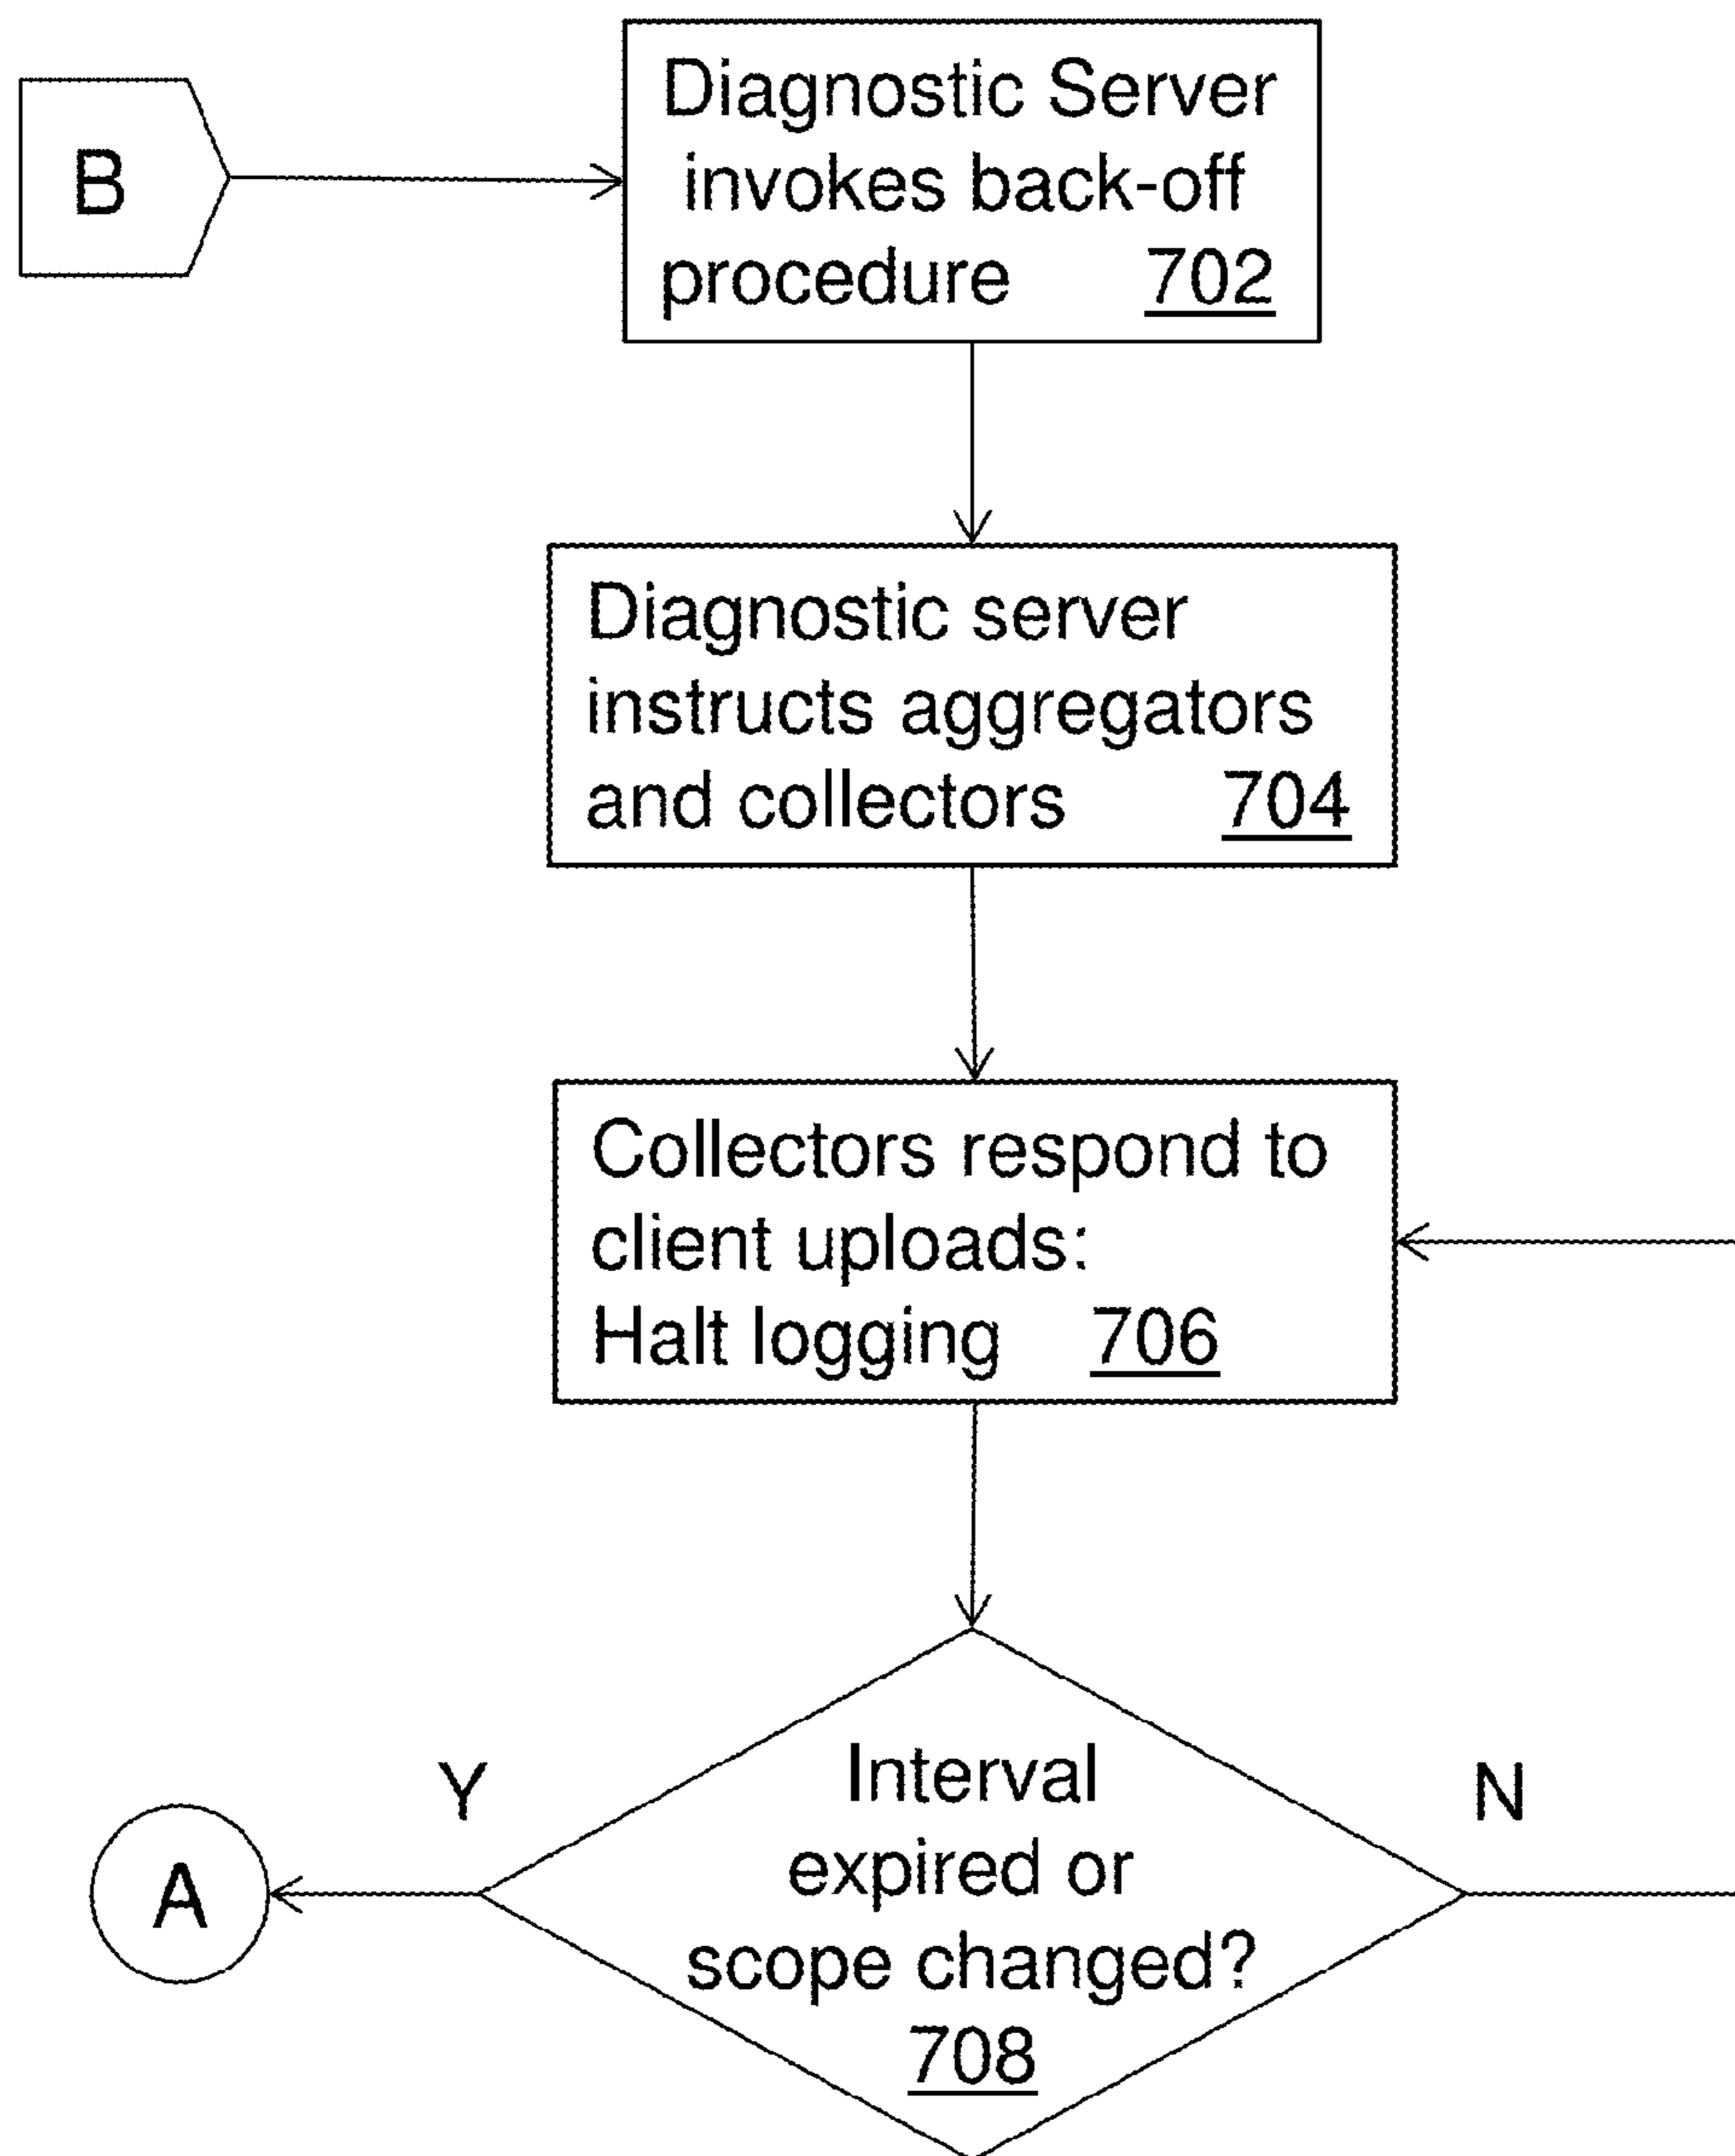 B
Diagnostic Server
invokes back-off
procedure 702
Diagnostic server
instructs aggregators
and collectors 704
Collectors respond to
client uploads:
Halt logging 706
Y
N
Interval
expired or
scope changed?
708
A